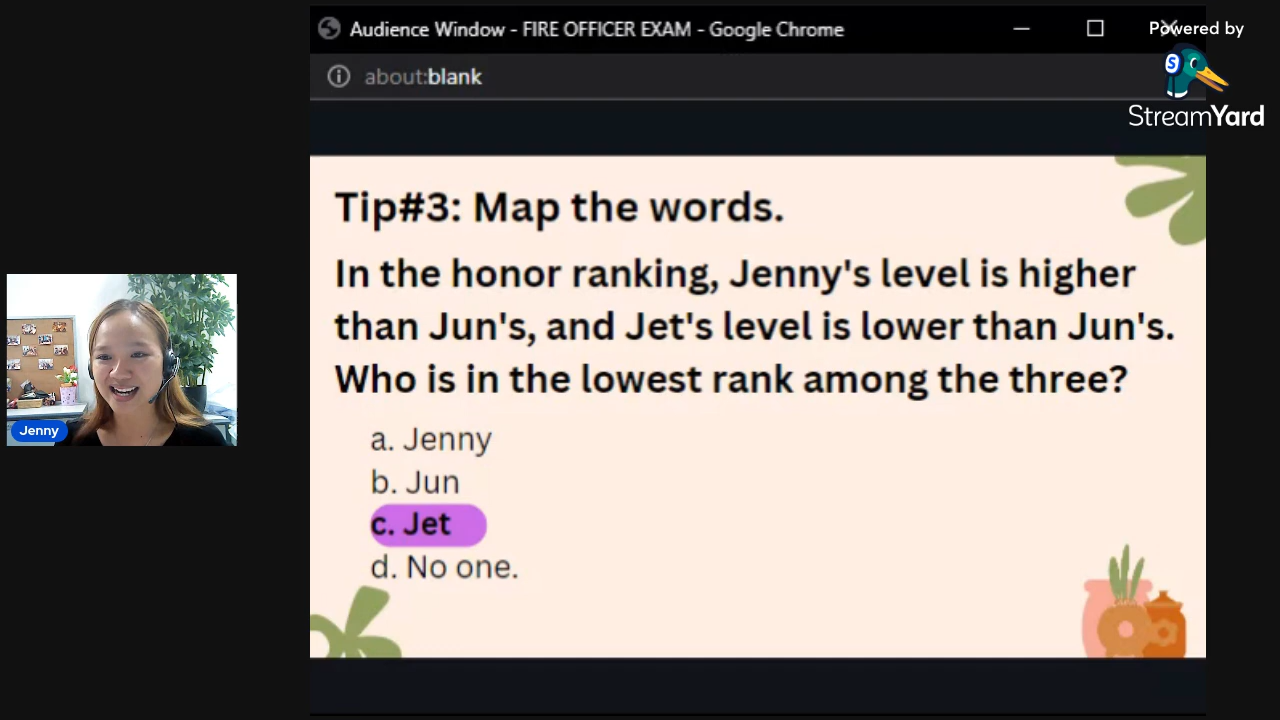 Audience Window - FIRE OFFICER EXAM - Google Chrome
Powered by
StreamYard
about:blank
Tip#3: Map the words.
In the honor ranking, Jenny's level is higher
than Jun's, and Jet's level is lower than Jun's.
Who is in the lowest rank among the three?
a. Jenny
b. Jun
c. Jet
d. No one.
Jenny
S